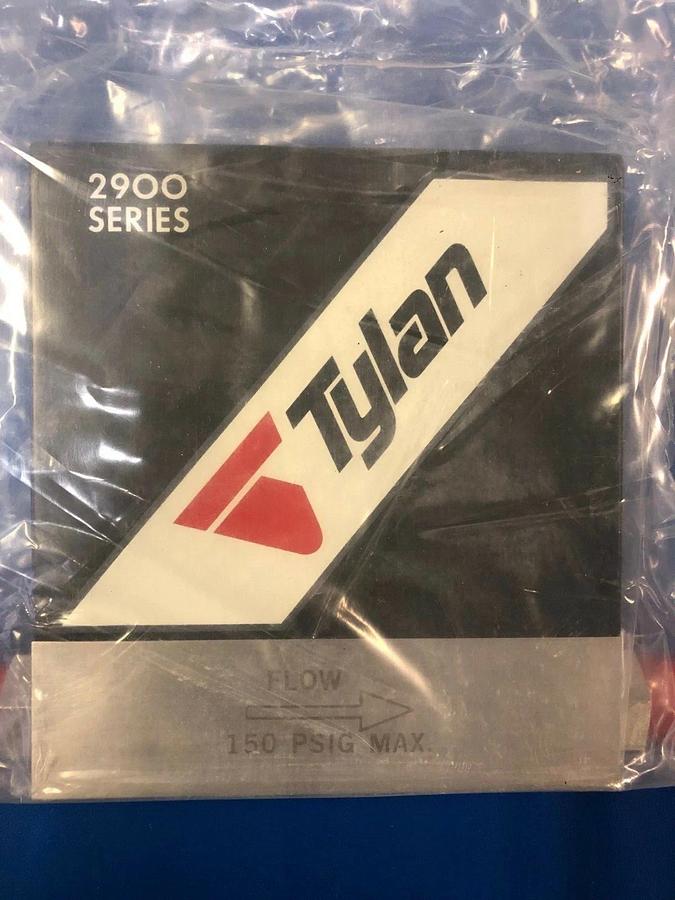 2900
SERIES
Tylan
FLOW
150 PSIG MAX.